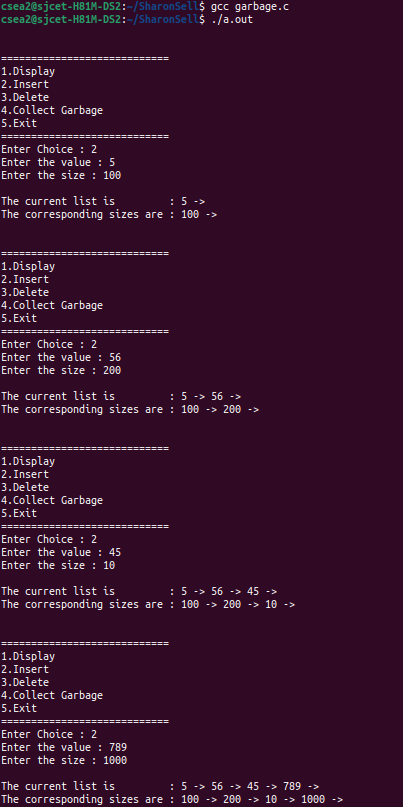 csea2@sjcet-H81M-DS2:~/SharonSell$ gcc garbage.c
csea2@sjcet-H81M-DS2:~/SharonSell$ ./a.out
============================
1.Display
2.Insert
3.Delete
4.Collect Garbage
5.Exit
============================
Enter Choice : 2
Enter the value : 5
Enter the size : 100
The current list is         : 5 ->
The corresponding sizes are : 100 ->
============================
1.Display
2.Insert
3.Delete
4.Collect Garbage
5.Exit
============================
Enter Choice : 2
Enter the value : 56
Enter the size : 200
The current list is         : 5 -> 56 ->
The corresponding sizes are : 100 -> 200 ->
============================
1.Display
2.Insert
3.Delete
4.Collect Garbage
5.Exit
============================
Enter Choice : 2
Enter the value : 45
Enter the size : 10
The current list is         : 5 -> 56 -> 45 ->
The corresponding sizes are : 100 -> 200 -> 10 ->
============================
1.Display
2.Insert
3.Delete
4.Collect Garbage
5.Exit
============================
Enter Choice : 2
Enter the value : 789
Enter the size : 1000
The current list is         : 5 -> 56 -> 45 -> 789 ->
The corresponding sizes are : 100 -> 200 -> 10 -> 1000 ->